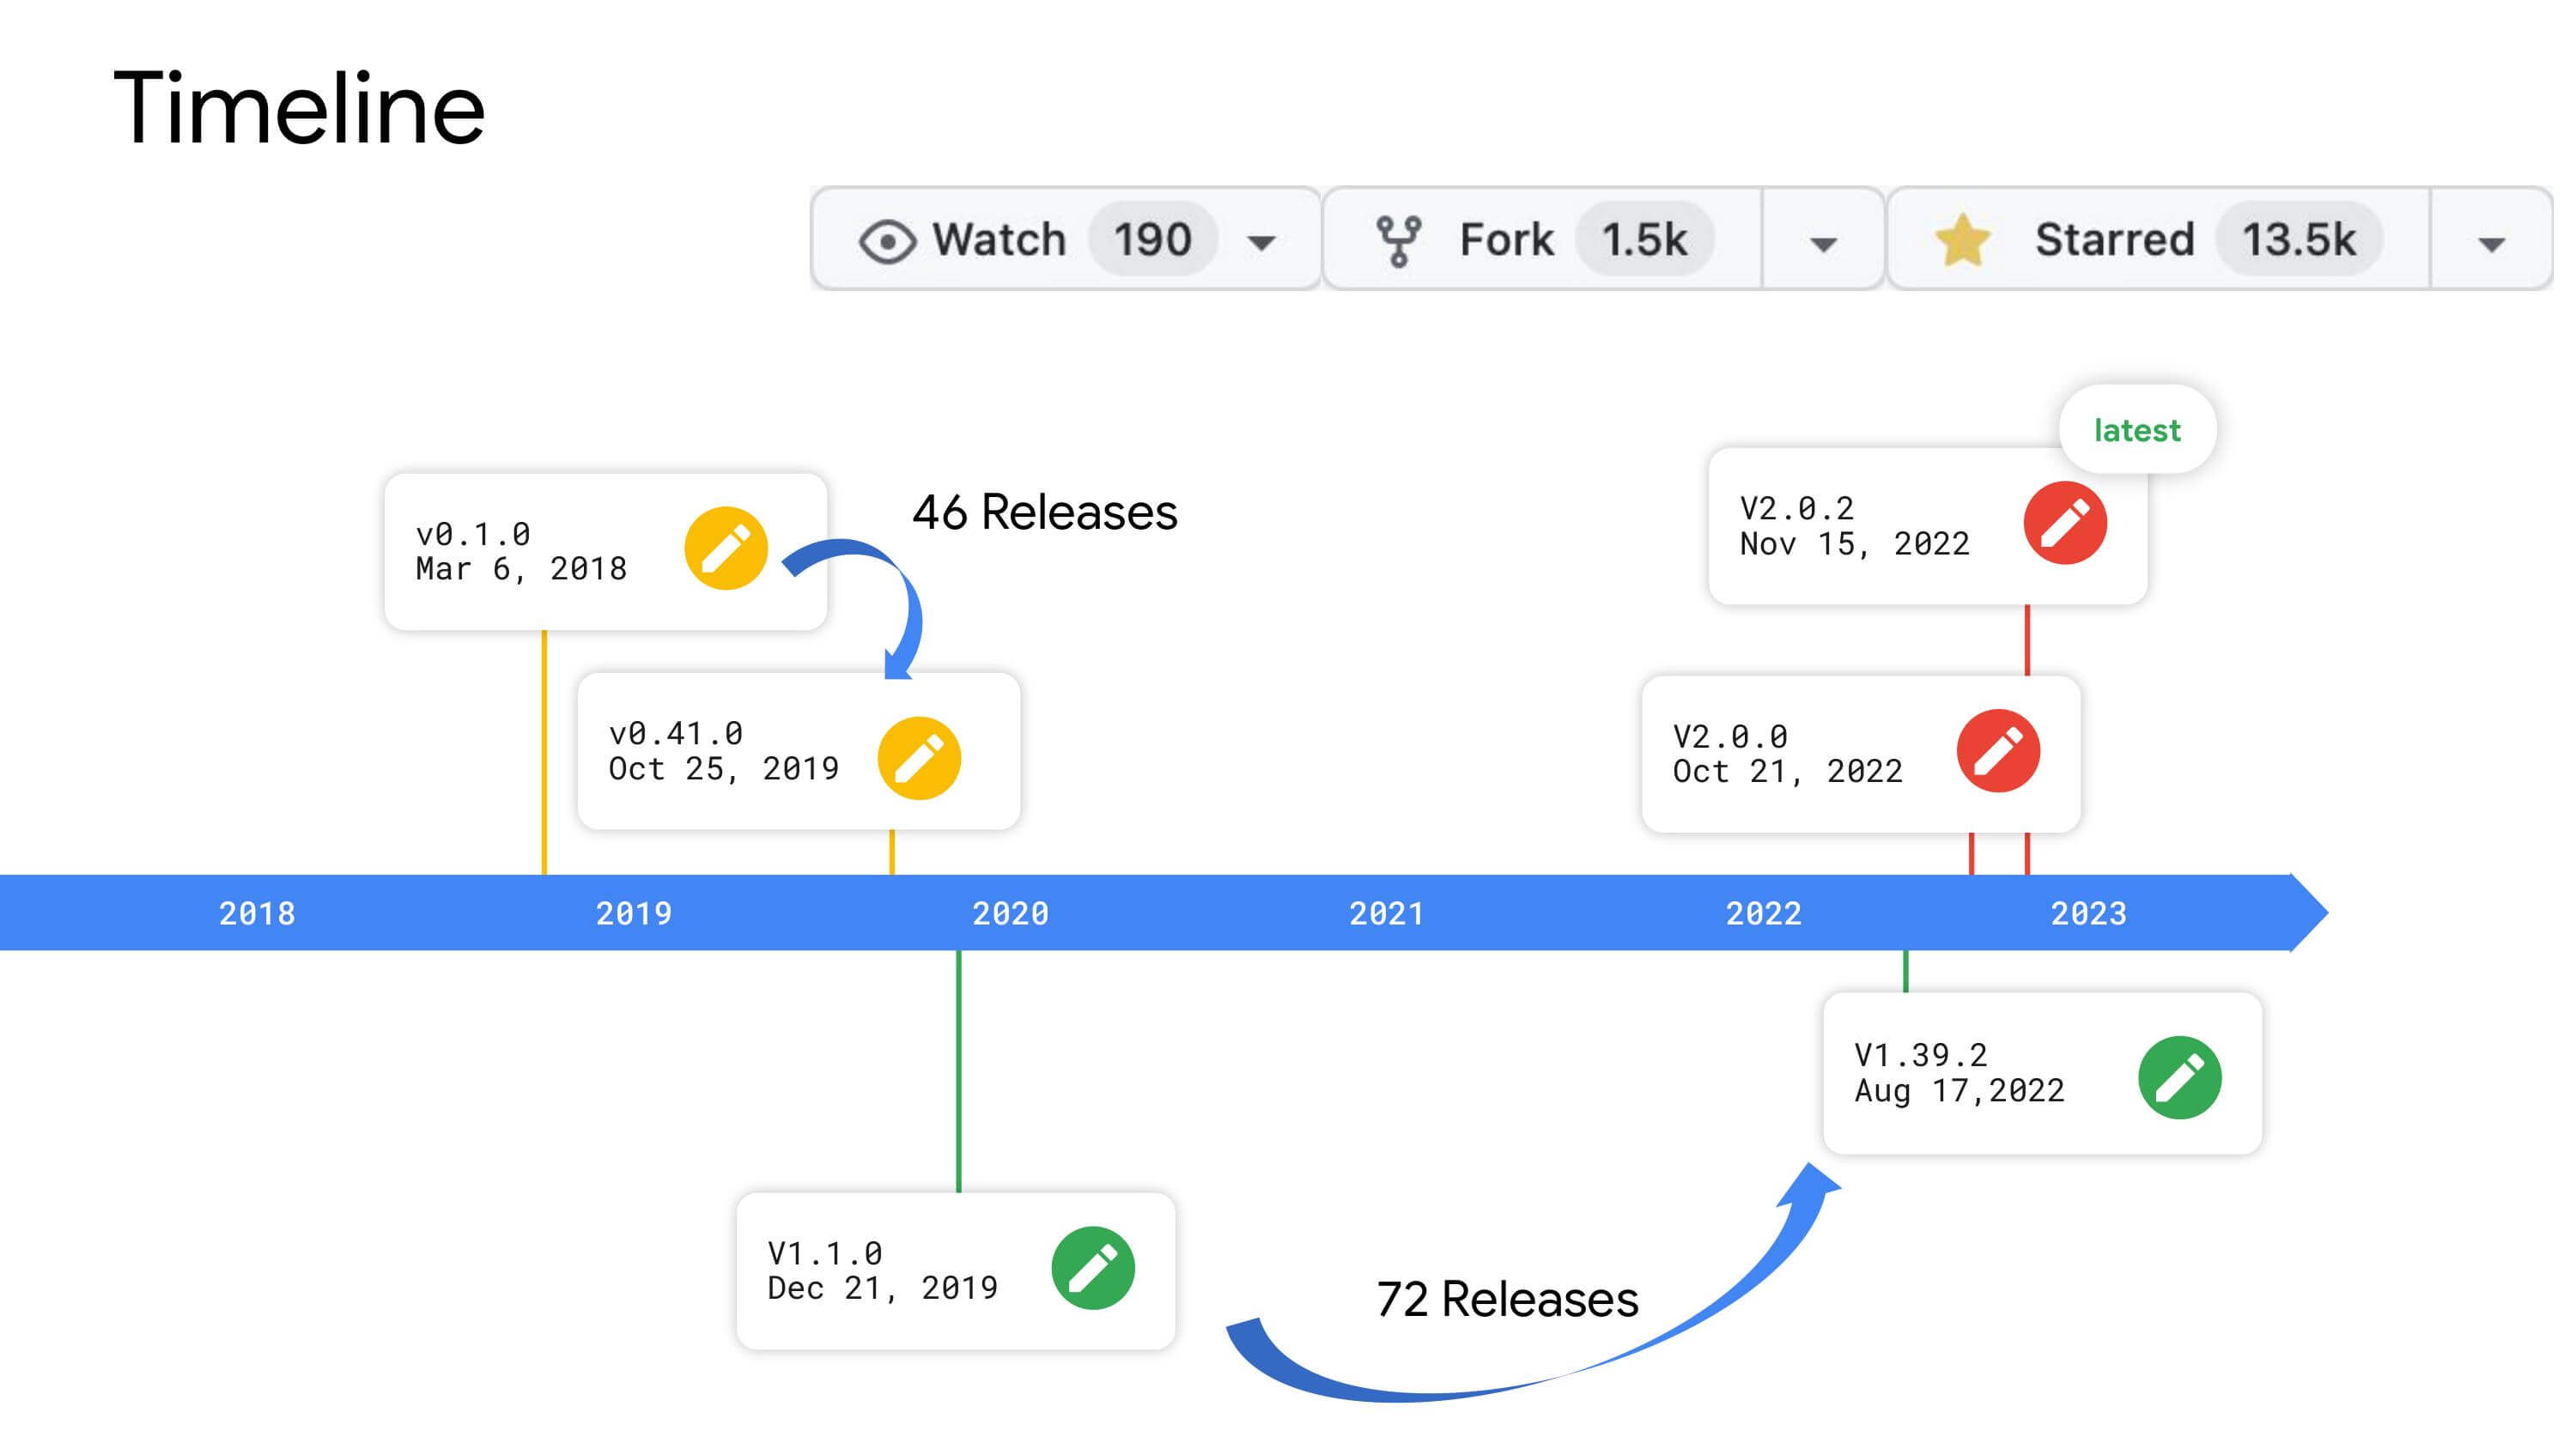 Timeline
Watch 190
Fork 1.5k
Starred 13.5k
latest
v0.1.0
Mar 6, 2018
46 Releases
V2.0.2
Nov 15, 2022
v0.41.0
Oct 25, 2019
V2.0.0
Oct 21, 2022
2018 2019 2020 2021 2022 2023
V1.39.2
Aug 17,2022
V1.1.0
Dec 21, 2019
72 Releases